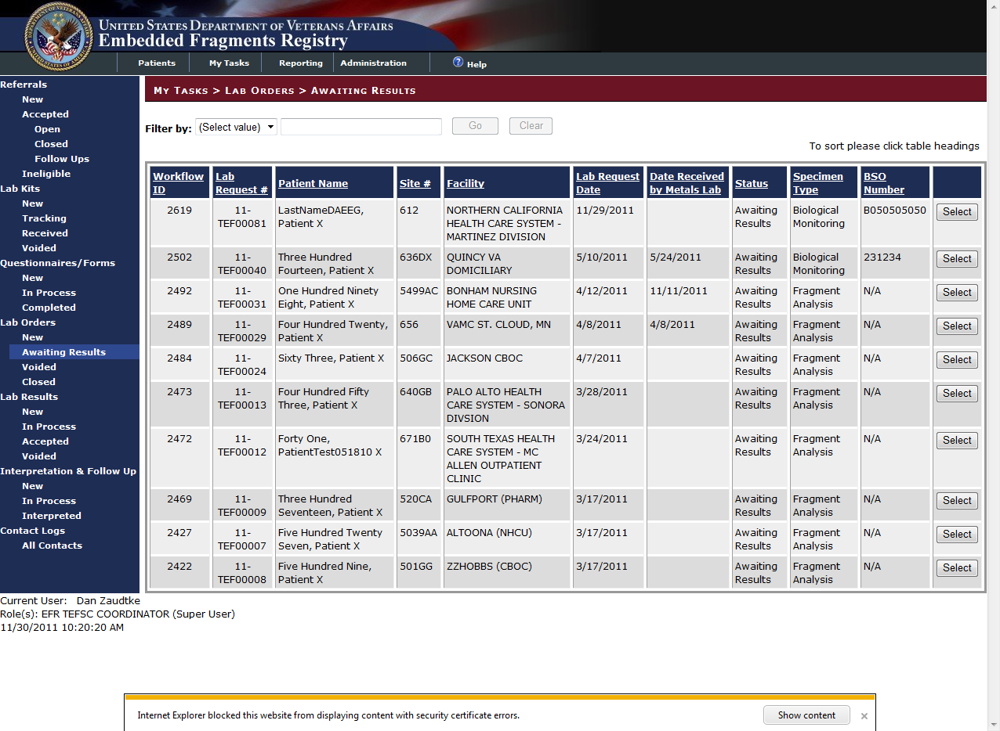 United States Department of Veterans Affairs
Embedded Fragments Registry
Patients My Tasks Reporting Administration ? Help
Referrals
New
Accepted
Open
Closed
Follow Ups
Ineligible
Lab Kits
New
Tracking
Received
Voided
Questionnaires/Forms
New
In Process
Completed
Lab Orders
New
Awaiting Results
Voided
Closed
Lab Results
New
In Process
Accepted
Voided
Interpretation & Follow Up
New
In Process
Interpreted
Contact Logs
All Contacts
My Tasks > Lab Orders > Awaiting Results
Filter by: (Select value) Go Clear
To sort please click table headings
Workflow Lab Patient Name Site # Facility Lab Request Date Received Status Specimen BSO
ID Request # Date by Metals Lab Type Number
2619 11- LastNameDAEEG, 612 NORTHERN CALIFORNIA 11/29/2011 Awaiting Biological B050505050 Select
TEF00081 Patient X HEALTH CARE SYSTEM - Results Monitoring
MARTINEZ DIVISION
2502 11- Three Hundred 636DX QUINCY VA 5/10/2011 5/24/2011 Awaiting Biological 231234 Select
TEF00040 Fourteen, Patient X DOMICILIARY Results Monitoring
2492 11- One Hundred Ninety 5499AC BONHAM NURSING 4/12/2011 11/11/2011 Awaiting Fragment N/A Select
TEF00031 Eight, Patient X HOME CARE UNIT Results Analysis
2489 11- Four Hundred Twenty, 656 VAMC ST. CLOUD, MN 4/8/2011 4/8/2011 Awaiting Fragment N/A Select
TEF00029 Patient X Results Analysis
2484 11- Sixty Three, Patient X 506GC JACKSON CBOC 4/7/2011 Awaiting Fragment N/A Select
TEF00024 Results Analysis
2473 11- Four Hundred Fifty 640GB PALO ALTO HEALTH 3/28/2011 Awaiting Fragment N/A Select
TEF00013 Three, Patient X CARE SYSTEM - SONORA Results Analysis
DIVSION
2472 11- Forty One, 671B0 SOUTH TEXAS HEALTH 3/24/2011 Awaiting Fragment N/A Select
TEF00012 PatientTest051810 X CARE SYSTEM - MC Results Analysis
ALLEN OUTPATIENT
CLINIC
2469 11- Three Hundred 520CA GULFPORT (PHARM) 3/17/2011 Awaiting Fragment N/A Select
TEF00009 Seventeen, Patient X Results Analysis
2427 11- Five Hundred Twenty 5039AA ALTOONA (NHCU) 3/17/2011 Awaiting Fragment N/A Select
TEF00007 Seven, Patient X Results Analysis
2422 11- Five Hundred Nine, 501GG ZZHOBBS (CBOC) 3/17/2011 Awaiting Fragment N/A Select
TEF00008 Patient X Results Analysis
Current User: Dan Zaudtke
Role(s): EFR TEFSC COORDINATOR (Super User)
11/30/2011 10:20:20 AM
Internet Explorer blocked this website from displaying content with security certificate errors. Show content ×